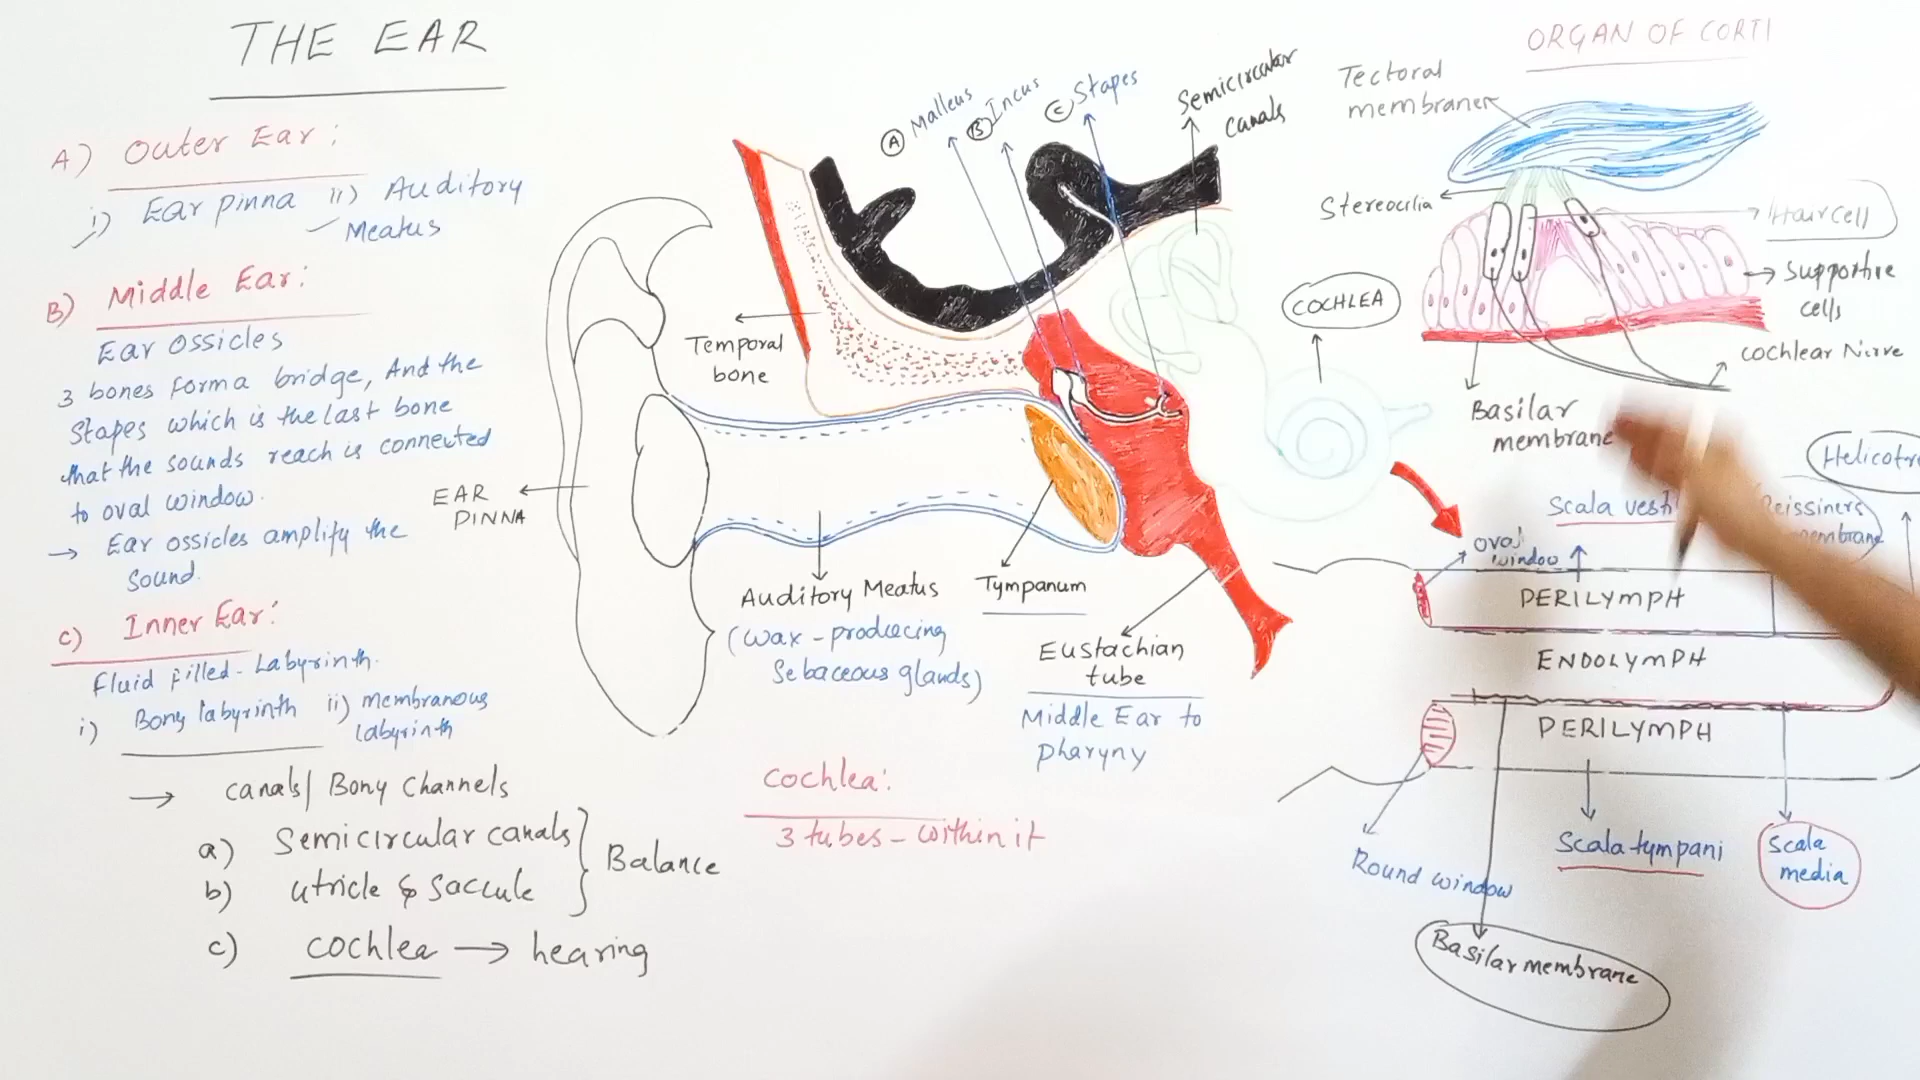 THE EAR
A) Outer Ear:
i) Ear pinna ii) Auditory
Meatus
B) Middle Ear:
Ear Ossicles
3 bones form a bridge, And the
Stapes which is the last bone
that the sounds reach is connected
to oval window.
→ Ear ossicles amplify the
Sound.
C) Inner Ear:
Fluid filled - Labyrinth.
i) Bony labyrinth ii) membranous
labyrinth
→ canals/ Bony Channels
a) Semicircular canals
b) utricle & saccule
Balance
c) cochlea → hearing
(A) Malleus
(B) Incus
(C) Stapes
Semicircular
canals
Temporal
bone
EAR
PINNA
COCHLEA
Auditory Meatus
(Wax - producing
Sebaceous glands)
Tympanum
Eustachian
tube
Middle Ear to
pharyny
Cochlea:
3 tubes - within it
ORGAN OF CORTI
Tectoral
membrane
Stereocilia
Hair cell
Supportive
cells
Cochlear Nerve
Basilar
membrane
Scala
oval
window
membrane
PERILYMPH
ENDOLYMPH
PERILYMPH
Round window
Scala tympani
Scala
media
Basilar membrane